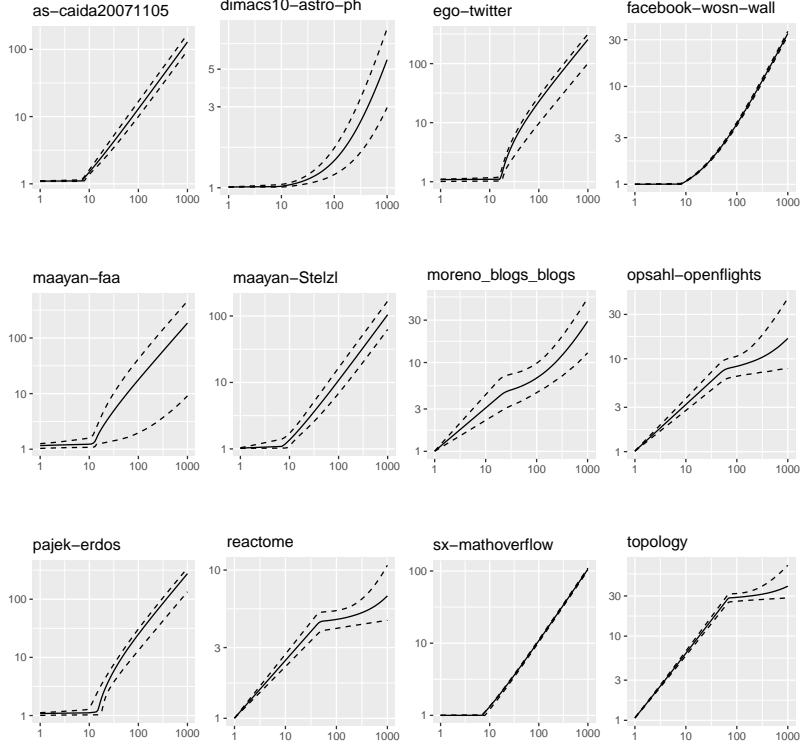 as−caida20071105
100
10
1
1 10 100 1000
dimacs10−astro−ph
5
3
1
1 10 100 1000
ego−twitter
100
10
1
1 10 100 1000
facebook−wosn−wall
30
10
3
1
1 10 100 1000
maayan−faa
100
10
1
1 10 100 1000
maayan−Stelzl
100
10
1
1 10 100 1000
moreno_blogs_blogs
30
10
3
1
1 10 100 1000
opsahl−openflights
30
10
3
1
1 10 100 1000
pajek−erdos
100
10
1
1 10 100 1000
reactome
10
3
1
1 10 100 1000
sx−mathoverflow
100
10
1
1 10 100 1000
topology
30
10
3
1
1 10 100 1000